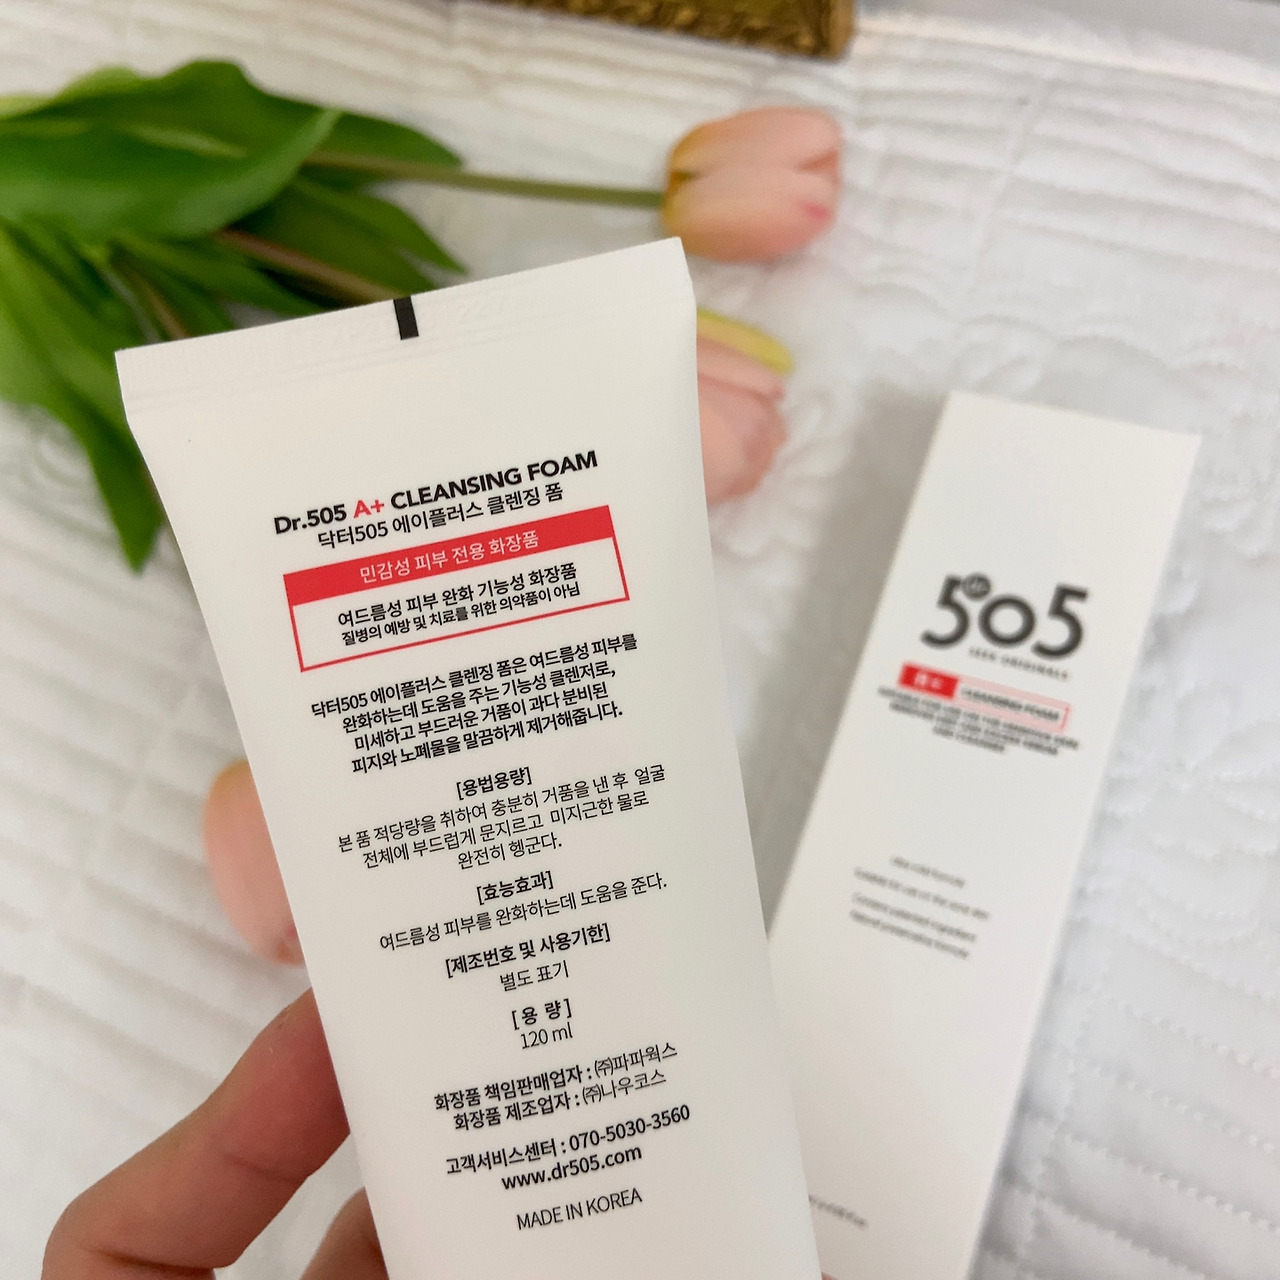 Dr.505 A+ CLEANSING FOAM
닥터505 에이플러스 클렌징 폼
민감성 피부 전용 화장품
여드름성 피부 완화 기능성 화장품
질병의 예방 및 치료를 위한 의약품이 아님
닥터505 에이플러스 클렌징 폼은 여드름성 피부를
완화하는데 도움을 주는 기능성 클렌저로,
미세하고 부드러운 거품이 과다 분비된
피지와 노폐물을 말끔하게 제거해줍니다.
[용법용량]
본 품 적당량을 취하여 충분히 거품을 낸 후 얼굴
전체에 부드럽게 문지르고 미지근한 물로
완전히 헹군다.
[효능효과]
여드름성 피부를 완화하는데 도움을 준다.
[제조번호 및 사용기한]
별도 표기
[용 량]
120 ml
화장품 책임판매업자 : ㈜파파웍스
화장품 제조업자 : ㈜나우코스
고객서비스센터 : 070-5030-3560
www.dr505.com
MADE IN KOREA
505
CLEANSING FOAM